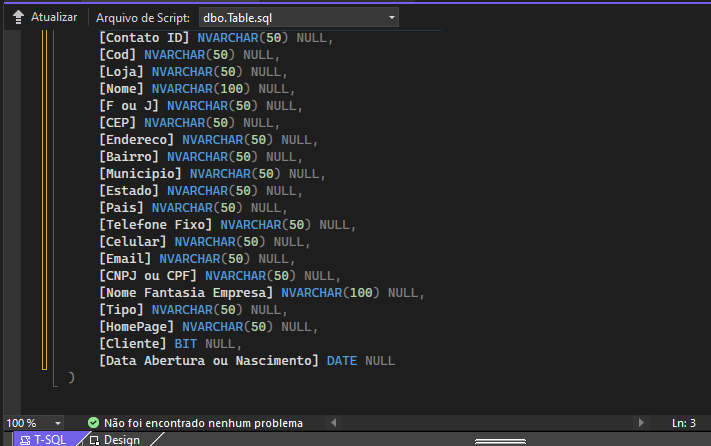 Atualizar Arquivo de Script: dbo.Table.sql
[Contato ID] NVARCHAR(50) NULL,
[Cod] NVARCHAR(50) NULL,
[Loja] NVARCHAR(50) NULL,
[Nome] NVARCHAR(100) NULL,
[F ou J] NVARCHAR(50) NULL,
[CEP] NVARCHAR(50) NULL,
[Endereco] NVARCHAR(50) NULL,
[Bairro] NVARCHAR(50) NULL,
[Municipio] NVARCHAR(50) NULL,
[Estado] NVARCHAR(50) NULL,
[Pais] NVARCHAR(50) NULL,
[Telefone Fixo] NVARCHAR(50) NULL,
[Celular] NVARCHAR(50) NULL,
[Email] NVARCHAR(50) NULL,
[CNPJ ou CPF] NVARCHAR(50) NULL,
[Nome Fantasia Empresa] NVARCHAR(100) NULL,
[Tipo] NVARCHAR(50) NULL,
[HomePage] NVARCHAR(50) NULL,
[Cliente] BIT NULL,
[Data Abertura ou Nascimento] DATE NULL
)
100 % Não foi encontrado nenhum problema Ln: 3
T-SQL Design